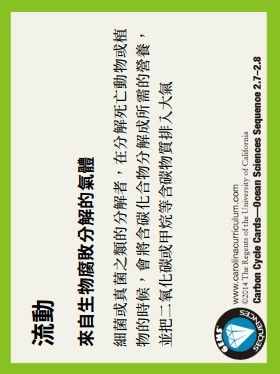 流動
來自生物腐敗分解的氣體
細菌或真菌之類的分解者，在分解死亡動物或植
物的時候，會將含碳化合物分解成所需的營養，
並把二氧化碳或甲烷等含碳物質排入大氣
GEMS
SEQUENCES
www.carolinacurriculum.com
©2014 The Regents of the University of California
Carbon Cycle Cards—Ocean Sciences Sequence 2.7–2.8